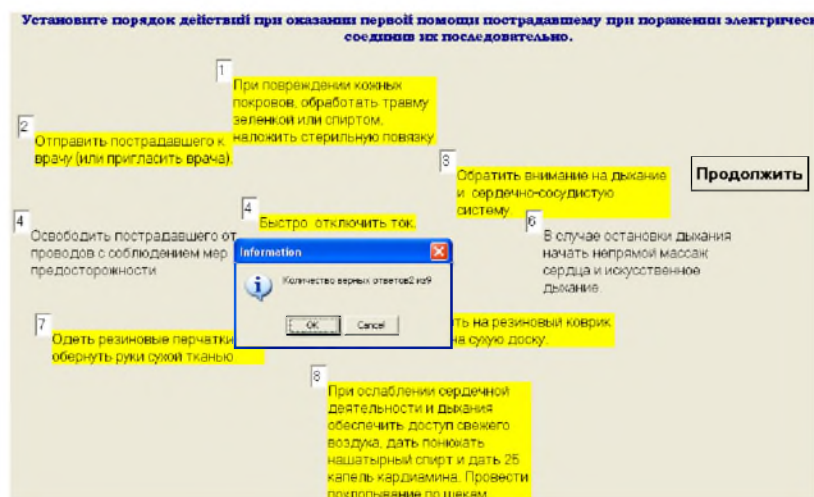 Установите порядок действий при оказании первой помощи пострадавшему при поражении электричес
соединив их последовательно.
1
При повреждении кожных
покровов, обработать травму
зеленкой или спиртом,
наложить стерильную повязку
2
Отправить пострадавшего к
врачу (или пригласить врача).
3
Обратить внимание на дыхание
и сердечно-сосудистую
систему.
Продолжить
4
Освободить пострадавшего от
проводов с соблюдением мер
предосторожности
4
Быстро отключить ток.
6
В случае остановки дыхания
начать непрямой массаж
сердца и искусственное
дыхание.
Information
Количество верных ответов2 из9
OK
Cancel
7
Одеть резиновые перчатки
обернуть руки сухой тканью
ть на резиновый коврик
на сухую доску.
8
При ослаблении сердечной
деятельности и дыхания
обеспечить доступ свежего
воздуха, дать понюхать
нашатырный спирт и дать 25
капель кардиамина. Провести
похлопывание по щекам